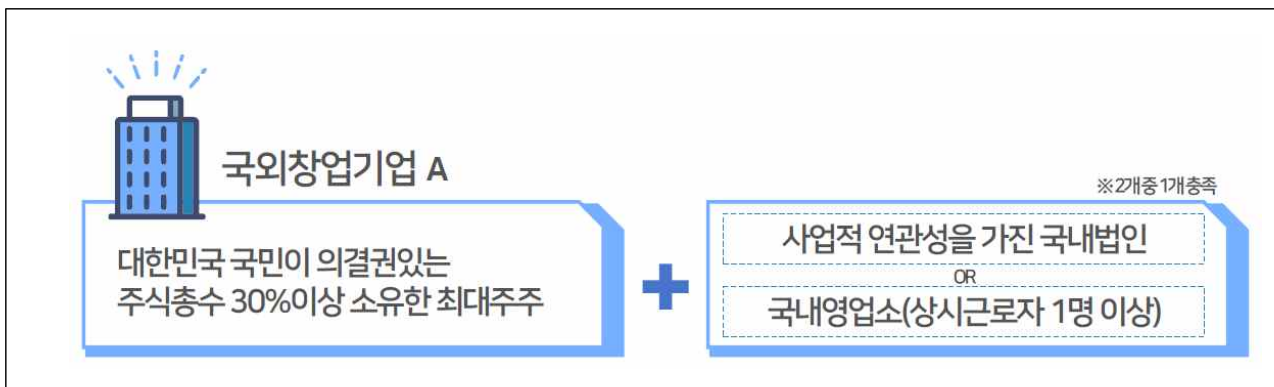 국외창업기업 A
대한민국 국민이 의결권있는
주식총수 30%이상 소유한 최대주주
※2개중 1개충족
사업적 연관성을 가진 국내법인
OR
국내영업소(상시근로자 1명 이상)